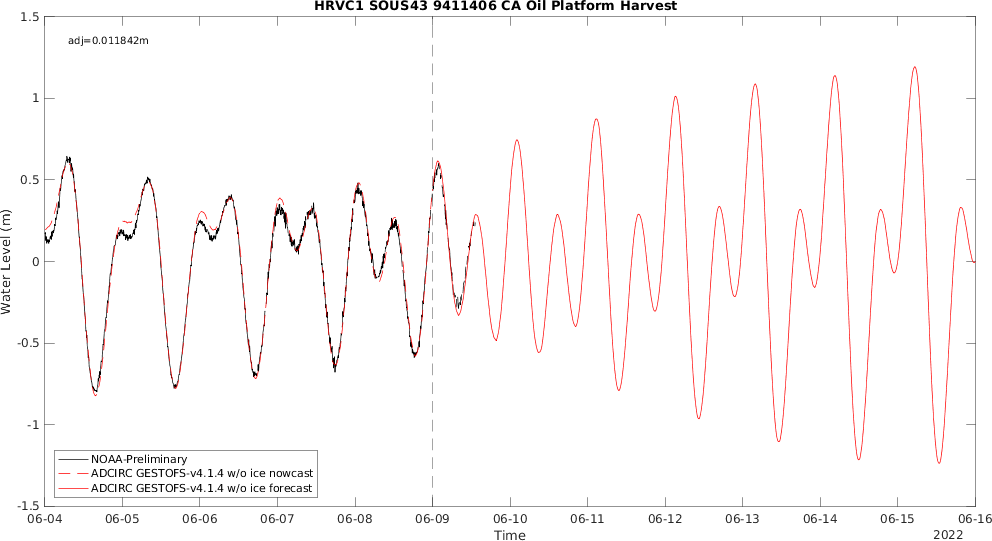 HRVC1 SOUS43 9411406 CA Oil Platform Harvest
1.5
adj=0.011842m
1
0.5
0
-0.5
-1
-1.5
Water Level (m)
NOAA-Preliminary
ADCIRC GESTOFS-v4.1.4 w/o ice nowcast
ADCIRC GESTOFS-v4.1.4 w/o ice forecast
06-04 06-05 06-06 06-07 06-08 06-09 06-10 06-11 06-12 06-13 06-14 06-15 06-16
Time
2022